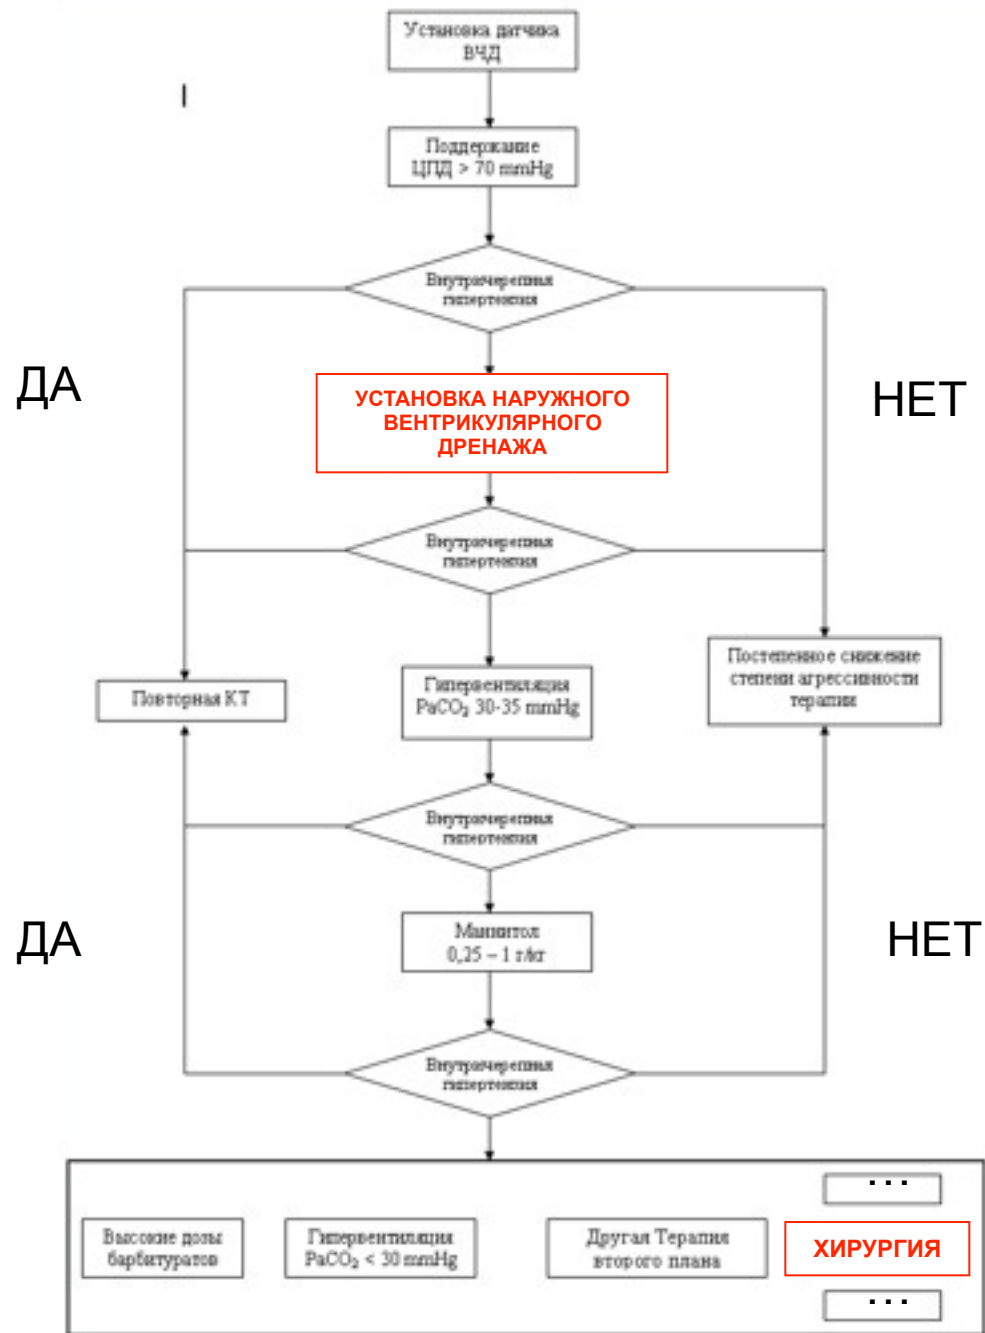 Установка датчика
ВЧД
I
Поддержание
ЦПД > 70 mmHg
Внутричерепная
гипертензия
ДА
НЕТ
УСТАНОВКА НАРУЖНОГО
ВЕНТРИКУЛЯРНОГО
ДРЕНАЖА
Внутричерепная
гипертензия
Повторная КТ
Гипервентиляция
PaCO₂ 30-35 mmHg
Постепенное снижение
степени агрессивности
терапии
Внутричерепная
гипертензия
ДА
НЕТ
Маннитол
0,25 – 1 г/кг
Внутричерепная
гипертензия
...
Высокие дозы
барбитуратов
Гипервентиляция
PaCO₂ < 30 mmHg
Другая Терапия
второго плана
ХИРУРГИЯ
...